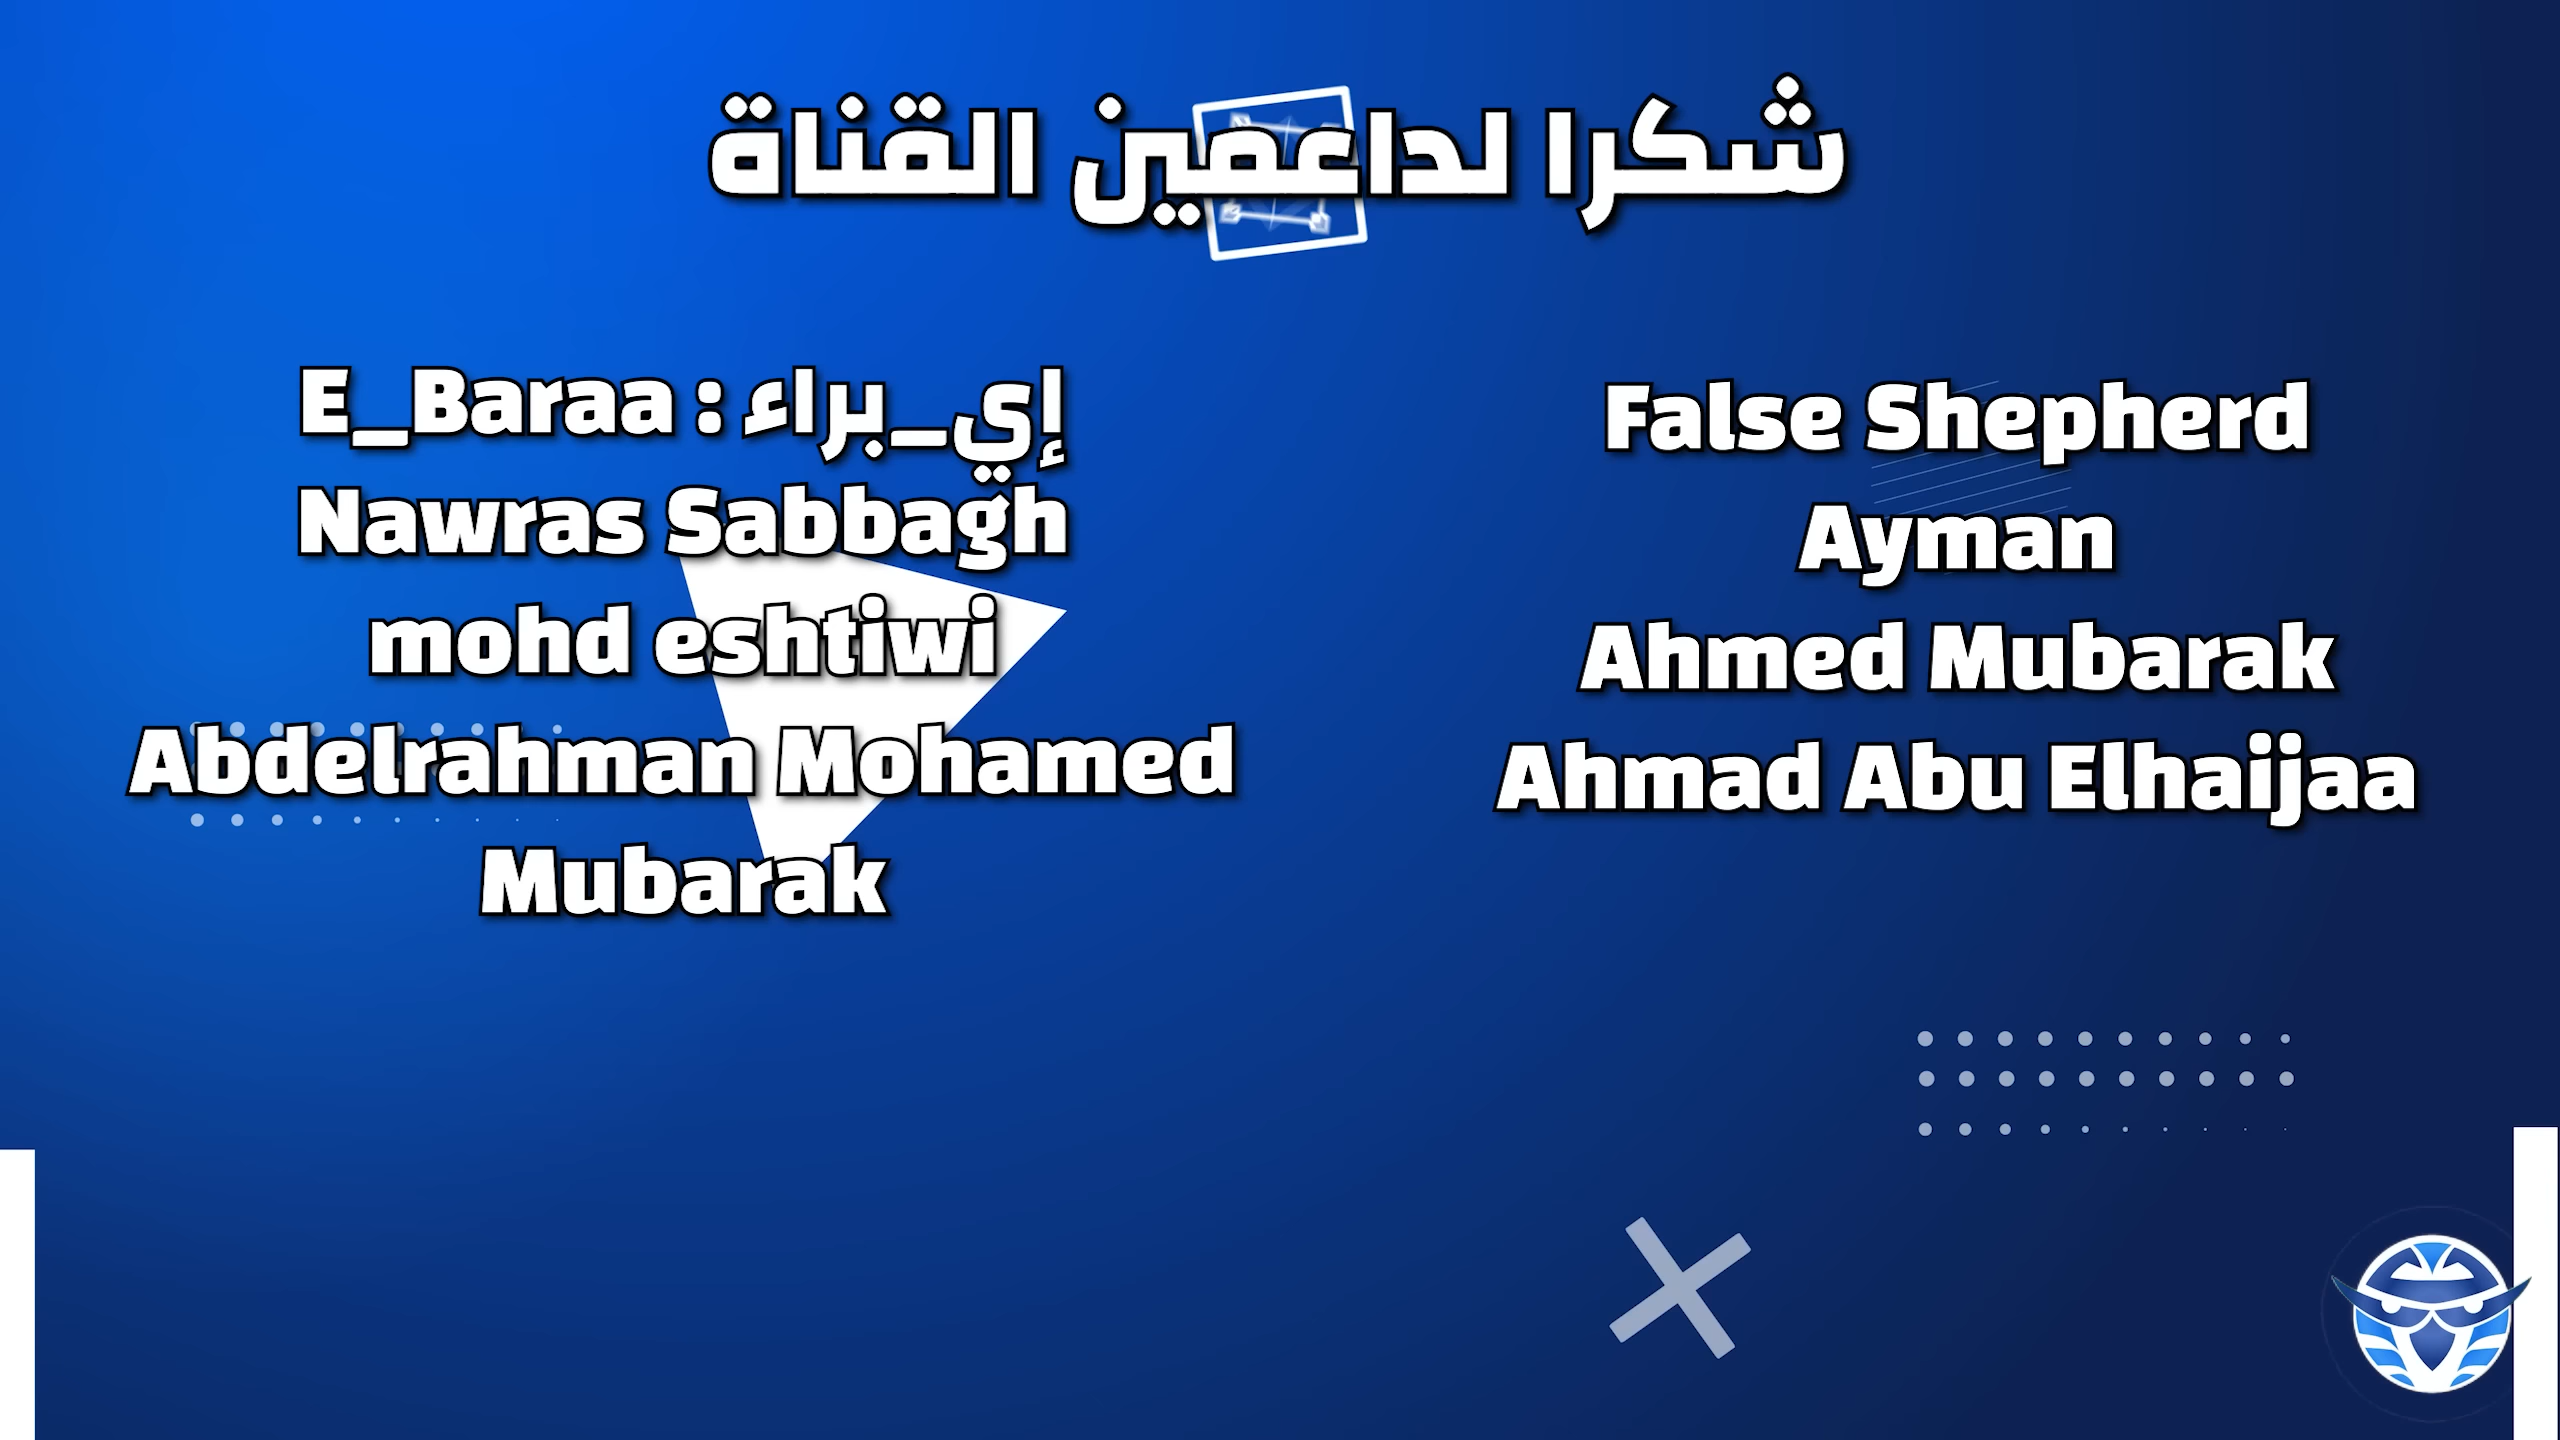 شكرا لداعمين القناة
E_Baraa : إي_براء
Nawras Sabbagh
mohd eshtiwi
Abdelrahman Mohamed
Mubarak
False Shepherd
Ayman
Ahmed Mubarak
Ahmad Abu Elhaijaa